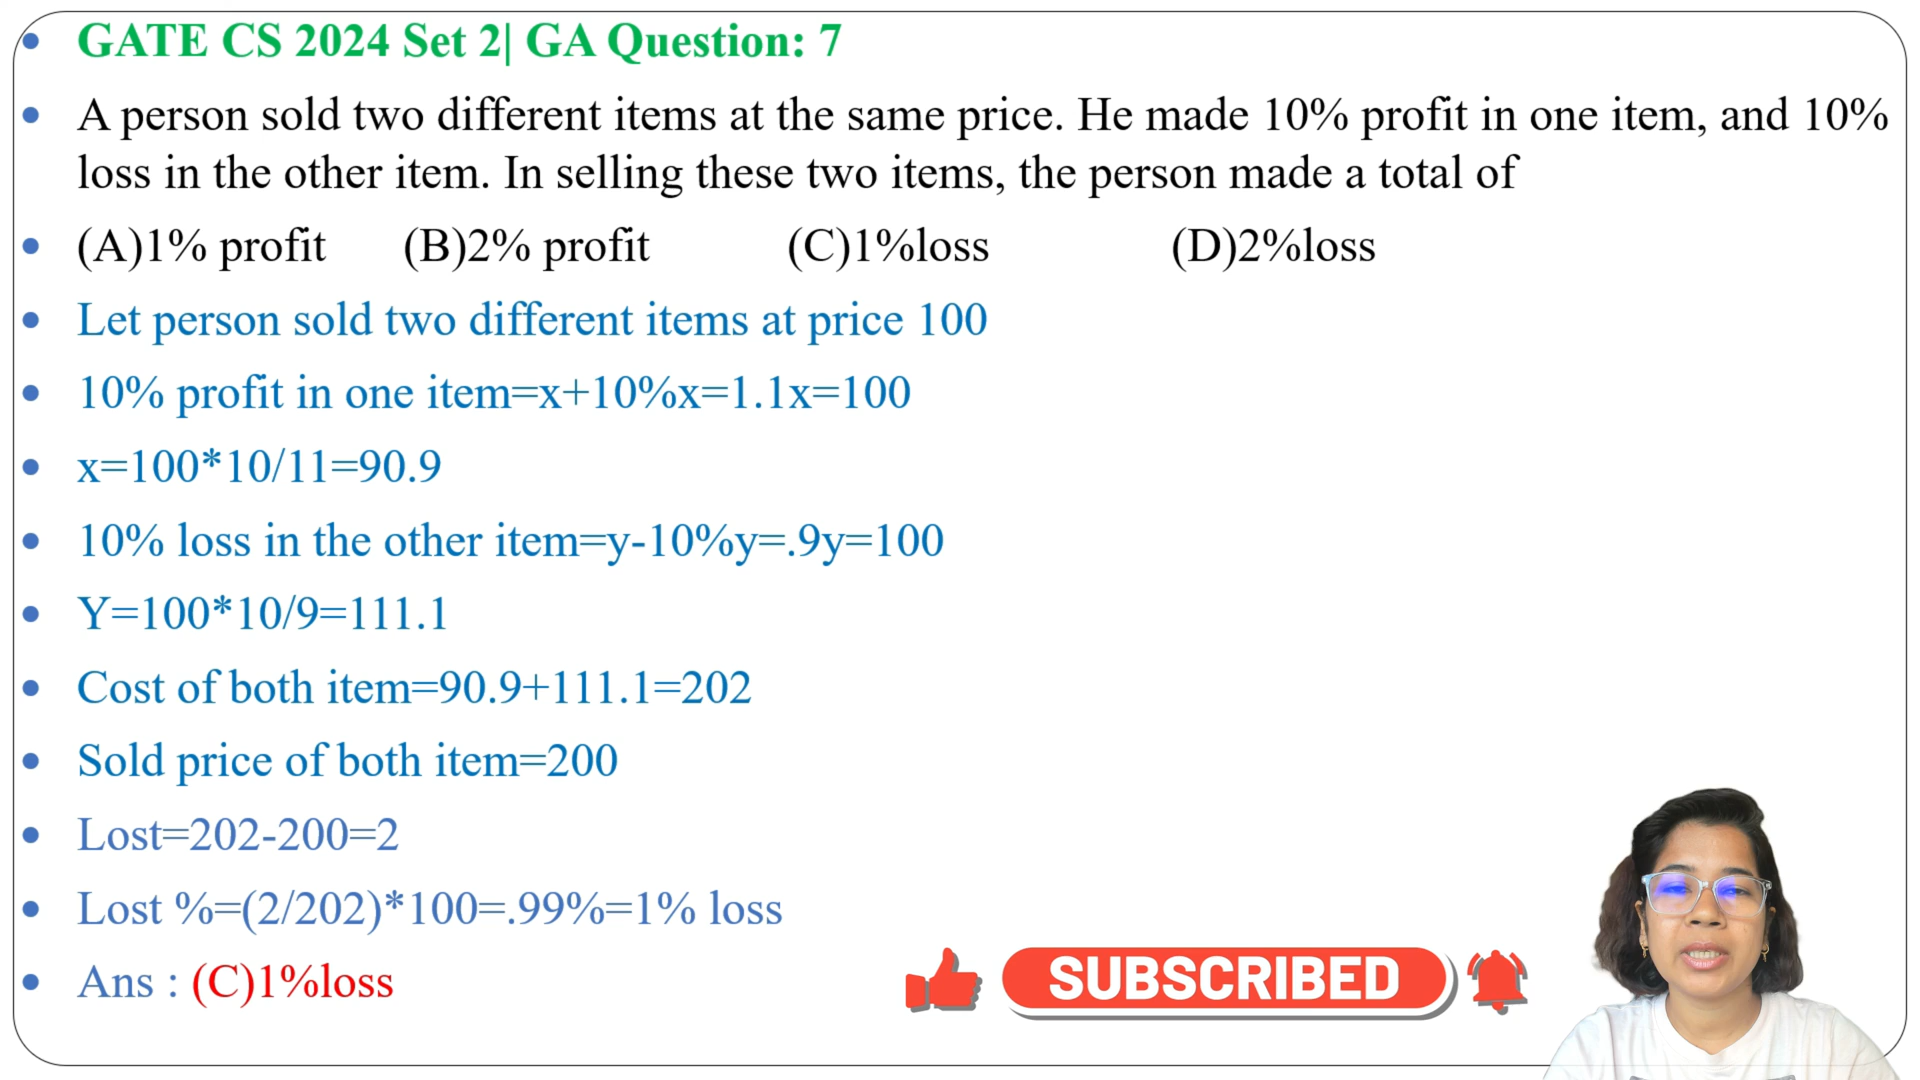 GATE CS 2024 Set 2| GA Question: 7
A person sold two different items at the same price. He made 10% profit in one item, and 10%
loss in the other item. In selling these two items, the person made a total of
(A)1% profit (B)2% profit (C)1%loss (D)2%loss
Let person sold two different items at price 100
10% profit in one item=x+10%x=1.1x=100
x=100*10/11=90.9
10% loss in the other item=y-10%y=.9y=100
Y=100*10/9=111.1
Cost of both item=90.9+111.1=202
Sold price of both item=200
Lost=202-200=2
Lost %=(2/202)*100=.99%=1% loss
Ans : (C)1%loss
SUBSCRIBED